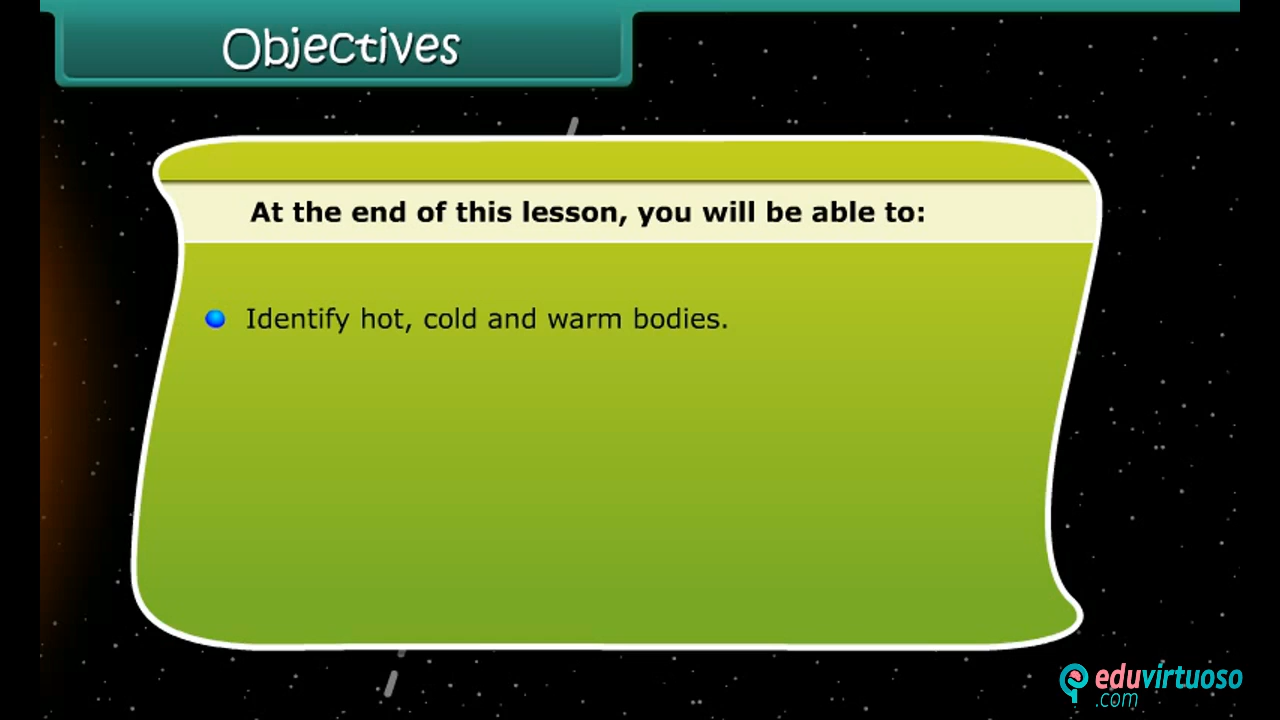 Objectives
At the end of this lesson, you will be able to:
Identify hot, cold and warm bodies.
eduvirtuoso
.com